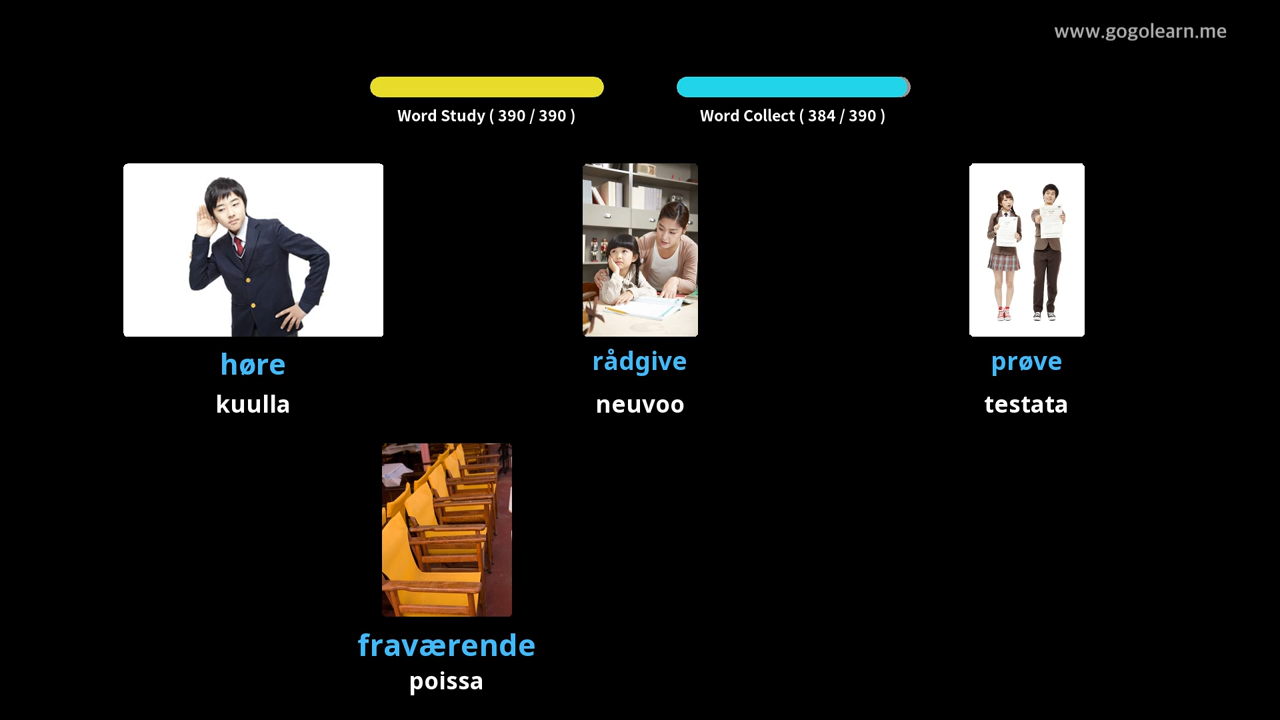 www.gogolearn.me
Word Study ( 390 / 390 )
Word Collect ( 384 / 390 )
høre
kuulla
rådgive
neuvoo
prøve
testata
fraværende
poissa